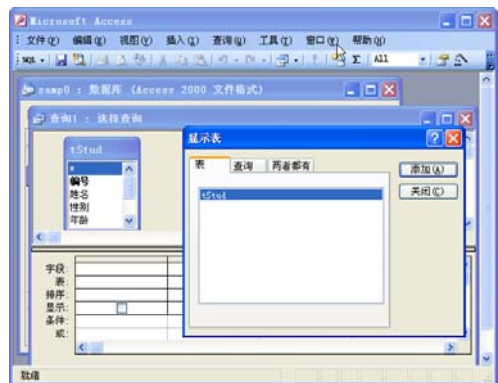 Microsoft Access
文件(F) 编辑(E) 视图(V) 插入(I) 查询(Q) 工具(T) 窗口(W) 帮助(H)
SQL Σ All
samp0 : 数据库 (Access 2000 文件格式)
查询1 : 选择查询
tStud
*
编号
姓名
性别
年龄
字段:
表:
排序:
显示:
条件:
或:
显示表
表 查询 两者都有
tStud
添加(A)
关闭(C)
就绪